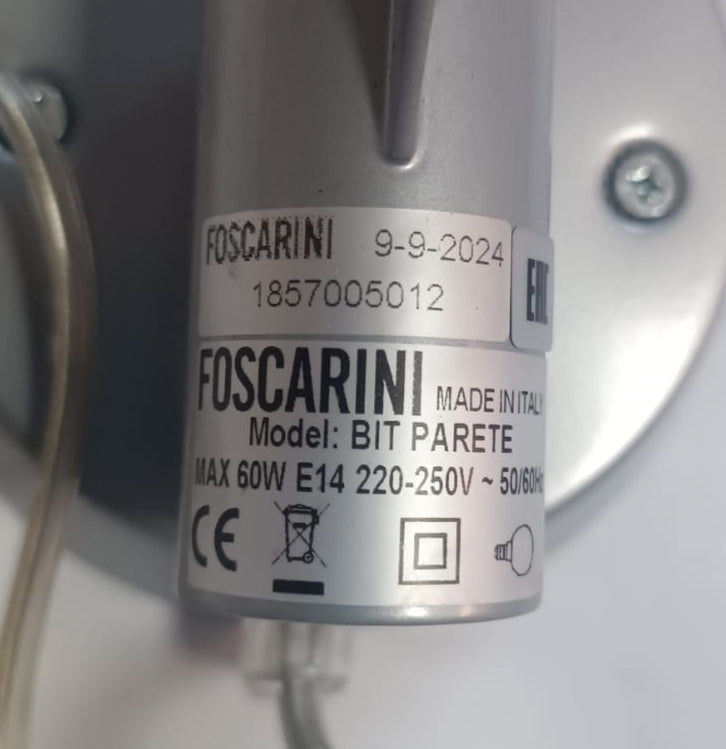 FOSCARINI 9-9-2024
1857005012
EAC
FOSCARINI MADE IN ITALY
Model: BIT PARETE
MAX 60W E14 220-250V ~ 50/60Hz
CE